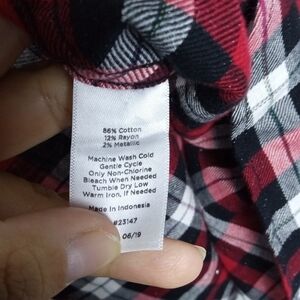 86% Cotton
12% Rayon
2% Metallic
Machine Wash Cold
Gentle Cycle
Only Non-Chlorine
Bleach When Needed
Tumble Dry Low
Warm Iron, If Needed
Made In Indonesia
#23147
06/19